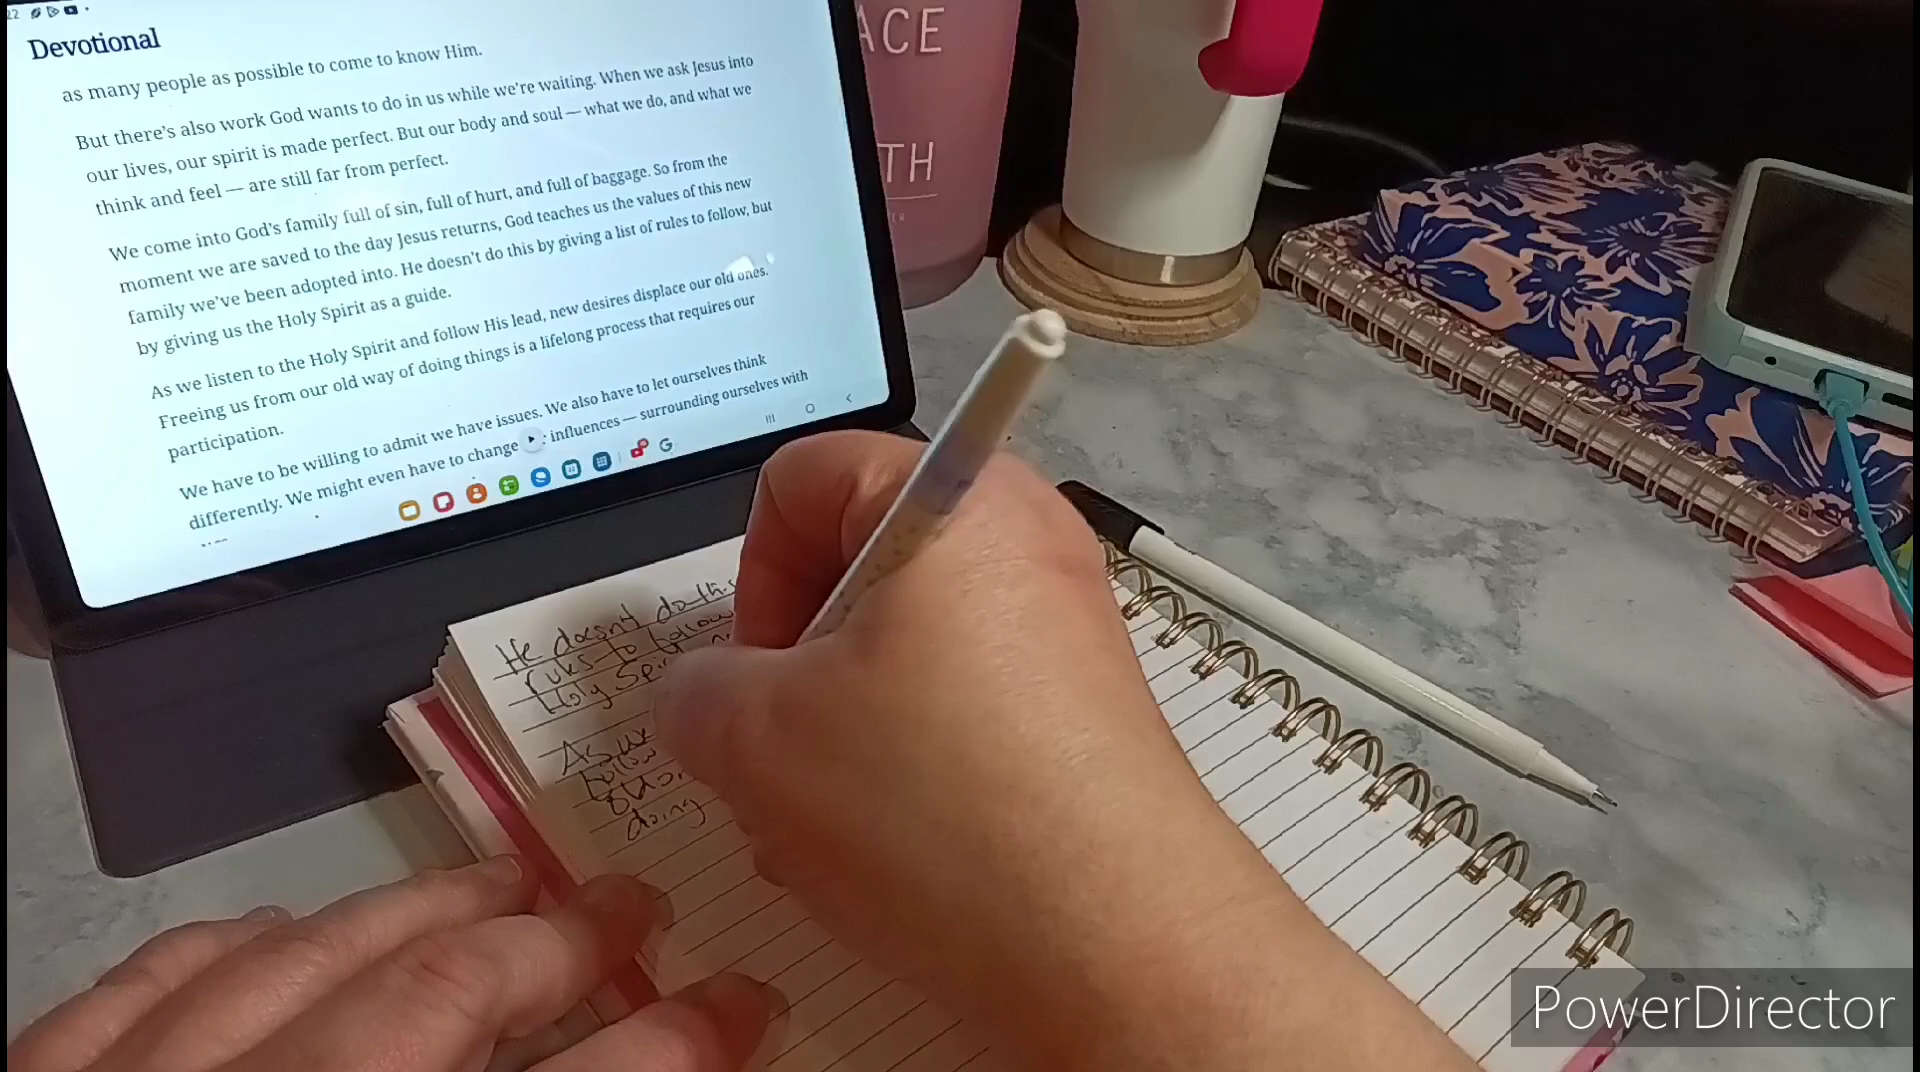 22
Devotional
as many people as possible to come to know Him.
But there's also work God wants to do in us while we're waiting. When we ask Jesus into
our lives, our spirit is made perfect. But our body and soul — what we do, and what we
think and feel — are still far from perfect.
We come into God's family full of sin, full of hurt, and full of baggage. So from the
moment we are saved to the day Jesus returns, God teaches us the values of this new
family we've been adopted into. He doesn't do this by giving a list of rules to follow, but
by giving us the Holy Spirit as a guide.
As we listen to the Holy Spirit and follow His lead, new desires displace our old ones.
Freeing us from our old way of doing things is a lifelong process that requires our
participation.
We have to be willing to admit we have issues. We also have to let ourselves think
differently. We might even have to change influences — surrounding ourselves with
ACE
TH
He doesn't do this
rules to follow
Holy Spirit
As we
follow
old
doing
PowerDirector